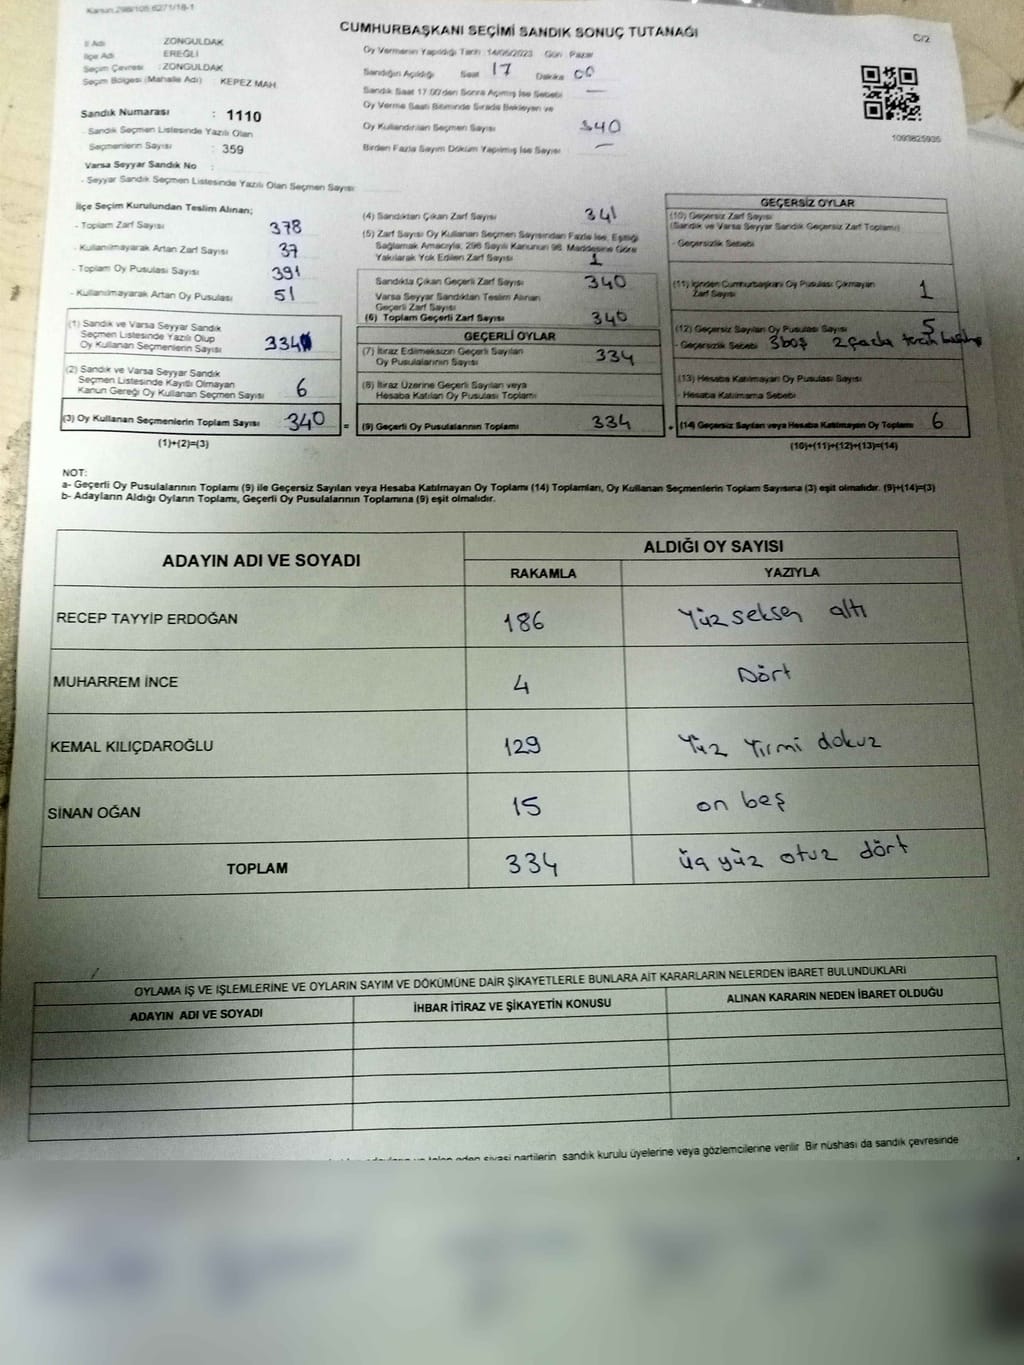 Kanun:298/105:6271/18-1
CUMHURBAŞKANI SEÇİMİ SANDIK SONUÇ TUTANAĞI
C/2
İl Adı : ZONGULDAK
İlçe Adı : EREĞLİ
Seçim Çevresi : ZONGULDAK
Seçim Bölgesi (Mahalle Adı) : KEPEZ MAH.
Sandık Numarası : 1110
- Sandık Seçmen Listesinde Yazılı Olan
Seçmenlerin Sayısı : 359
Varsa Seyyar Sandık No :
- Seyyar Sandık Seçmen Listesinde Yazılı Olan Seçmen Sayısı
Oy Vermenin Yapıldığı Tarih : 14/05/2023 Gün : Pazar
Sandığın Açıldığı Saat 17 Dakika 00
Sandık Saat 17:00'den Sonra Açılmış İse Sebebi —
Oy Verme Saati Bitiminde Sırada Bekleyen ve
Oy Kullandırılan Seçmen Sayısı 340
Birden Fazla Sayım Döküm Yapılmış İse Sayısı —
1093825935
İlçe Seçim Kurulundan Teslim Alınan;
- Toplam Zarf Sayısı 378
- Kullanılmayarak Artan Zarf Sayısı 37
- Toplam Oy Pusulası Sayısı 391
- Kullanılmayarak Artan Oy Pusulası 51
(1) Sandık ve Varsa Seyyar Sandık
Seçmen Listesinde Yazılı Olup
Oy Kullanan Seçmenlerin Sayısı 334
(2) Sandık ve Varsa Seyyar Sandık
Seçmen Listesinde Kayıtlı Olmayan
Kanun Gereği Oy Kullanan Seçmen Sayısı 6
(3) Oy Kullanan Seçmenlerin Toplam Sayısı 340 =
(1)+(2)=(3)
(4) Sandıktan Çıkan Zarf Sayısı 341
(5) Zarf Sayısı Oy Kullanan Seçmen Sayısından Fazla İse, Eşitliği
Sağlamak Amacıyla, 298 Sayılı Kanunun 98. Maddesine Göre
Yakılarak Yok Edilen Zarf Sayısı 1
Sandıkta Çıkan Geçerli Zarf Sayısı 340
Varsa Seyyar Sandıktan Teslim Alınan
Geçerli Zarf Sayısı
(6) Toplam Geçerli Zarf Sayısı 340
GEÇERLİ OYLAR
(7) İtiraz Edilmeksizin Geçerli Sayılan
Oy Pusulalarının Sayısı 334
(8) İtiraz Üzerine Geçerli Sayılan veya
Hesaba Katılan Oy Pusulası Toplamı
(9) Geçerli Oy Pusulalarının Toplamı 334 +
GEÇERSİZ OYLAR
(10) Geçersiz Zarf Sayısı
(Sandık ve Varsa Seyyar Sandık Geçersiz Zarf Toplamı)
- Geçersizlik Sebebi
(11) İçinden Cumhurbaşkanı Oy Pusulası Çıkmayan
Zarf Sayısı 1
(12) Geçersiz Sayılan Oy Pusulası Sayısı 5
- Geçersizlik Sebebi 3 boş 2
(13) Hesaba Katılmayan Oy Pusulası Sayısı
- Hesaba Katılmama Sebebi
(14) Geçersiz Sayılan veya Hesaba Katılmayan Oy Toplamı 6
(10)+(11)+(12)+(13)=(14)
NOT:
a- Geçerli Oy Pusulalarının Toplamı (9) ile Geçersiz Sayılan veya Hesaba Katılmayan Oy Toplamı (14) Toplamları, Oy Kullanan Seçmenlerin Toplam Sayısına (3) eşit olmalıdır. (9)+(14)=(3)
b- Adayların Aldığı Oyların Toplamı, Geçerli Oy Pusulalarının Toplamına (9) eşit olmalıdır.
ADAYIN ADI VE SOYADI
ALDIĞI OY SAYISI
RAKAMLA YAZIYLA
RECEP TAYYİP ERDOĞAN 186 Yüz seksen altı
MUHARREM İNCE 4 Dört
KEMAL KILIÇDAROĞLU 129 Yüz Yirmi dokuz
SİNAN OĞAN 15 on beş
TOPLAM 334 üç yüz otuz dört
OYLAMA İŞ VE İŞLEMLERİNE VE OYLARIN SAYIM VE DÖKÜMÜNE DAİR ŞİKAYETLERLE BUNLARA AİT KARARLARIN NELERDEN İBARET BULUNDUKLARI
ADAYIN ADI VE SOYADI
İHBAR İTİRAZ VE ŞİKAYETİN KONUSU
ALINAN KARARIN NEDEN İBARET OLDUĞU
eden siyasi partilerin sandık kurulu üyelerine veya gözlemcilerine verilir. Bir nüshası da sandık çevresinde